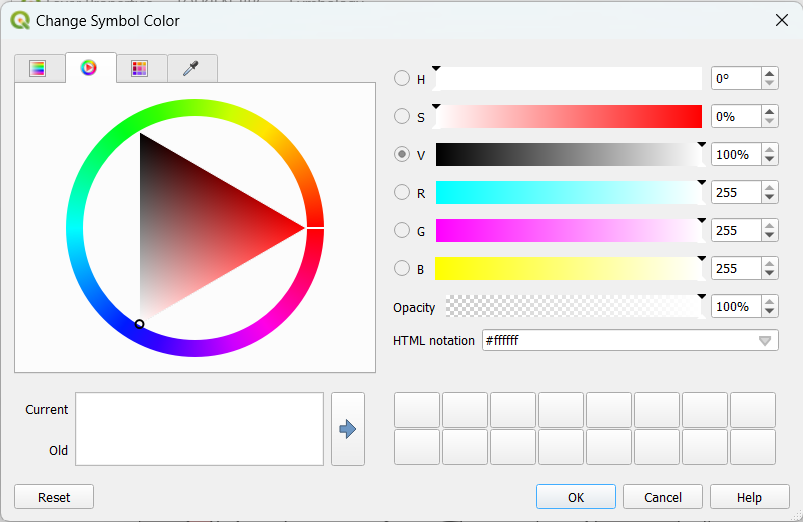 Change Symbol Color
H 0°
S 0%
V 100%
R 255
G 255
B 255
Opacity 100%
HTML notation #ffffff
Current
Old
Reset OK Cancel Help